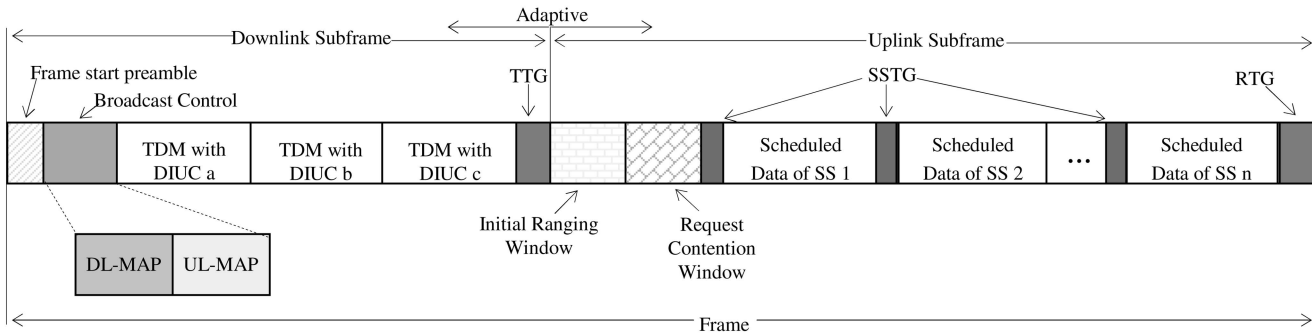 Adaptive
Downlink Subframe
Uplink Subframe
Frame start preamble
TTG
SSTG
RTG
Broadcast Control
TDM with
DIUC a
TDM with
DIUC b
TDM with
DIUC c
Scheduled
Data of SS 1
Scheduled
Data of SS 2
...
Scheduled
Data of SS n
Initial Ranging
Window
Request
Contention
Window
DL-MAP
UL-MAP
Frame